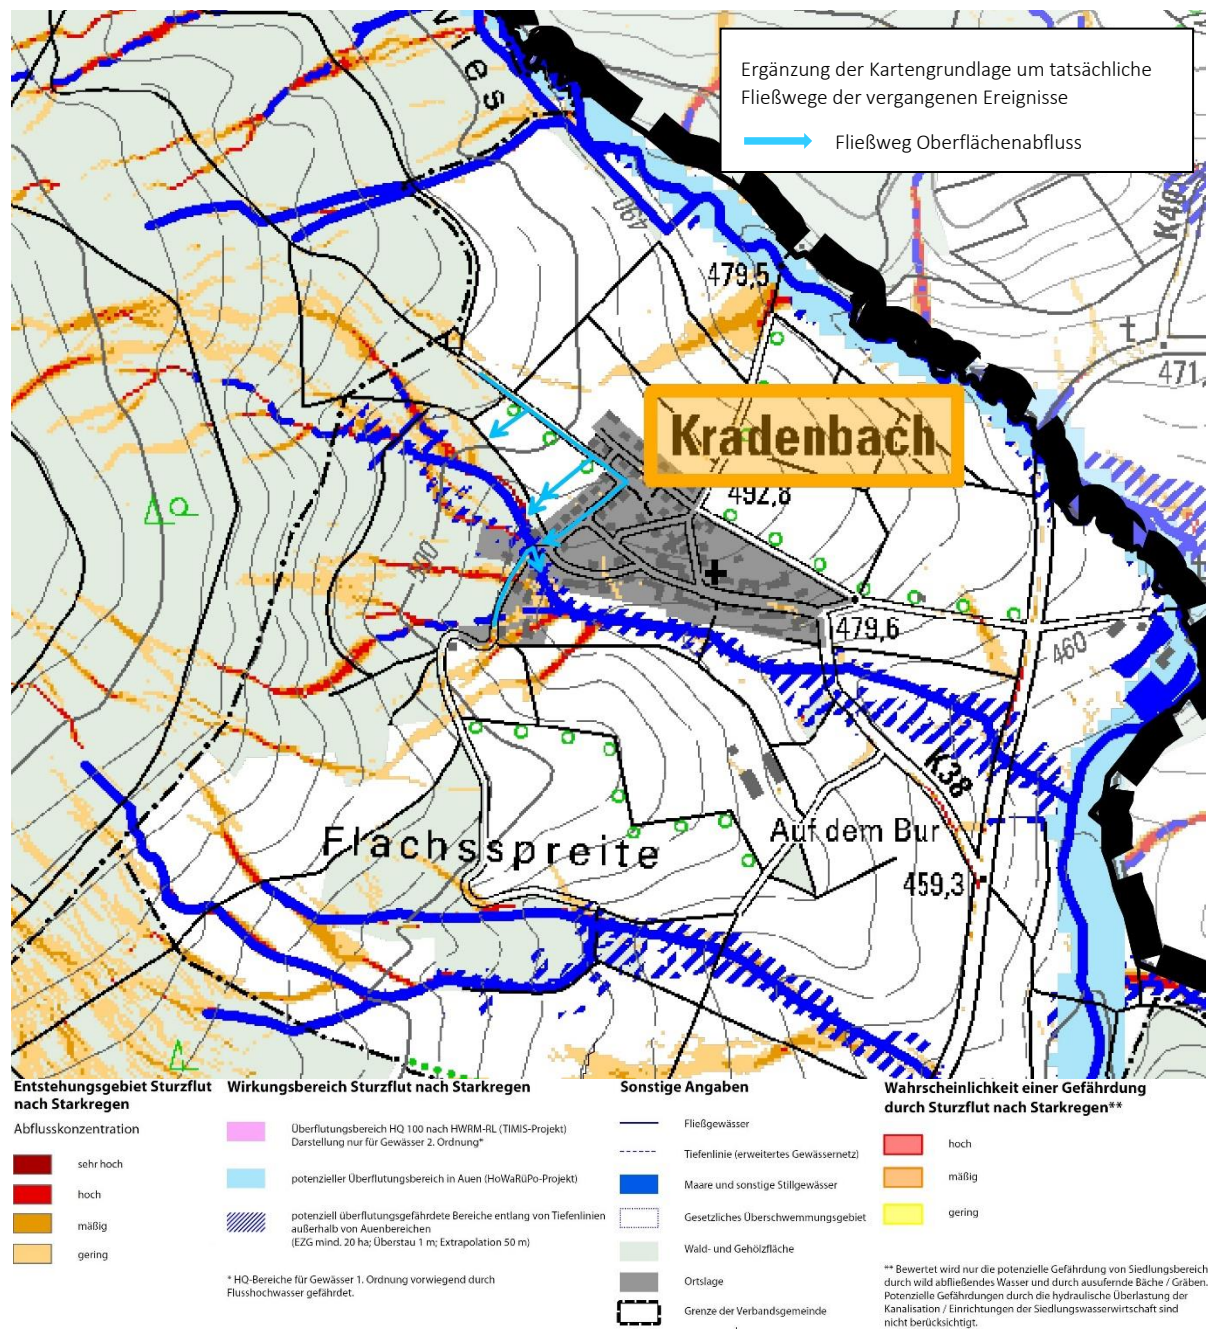 Ergänzung der Kartengrundlage um tatsächliche
Fließwege der vergangenen Ereignisse
Fließweg Oberflächenabfluss
vies
490
K40
479,5
t
471,
Kradenbach
492,8
500
479,6
460
K38
Flachsspreite
Auf dem Bur
459,3
Entstehungsgebiet Sturzflut
nach Starkregen
Abflusskonzentration
sehr hoch
hoch
mäßig
gering
Wirkungsbereich Sturzflut nach Starkregen
Überflutungsbereich HQ 100 nach HWRM-RL (TIMIS-Projekt)
Darstellung nur für Gewässer 2. Ordnung*
potenzieller Überflutungsbereich in Auen (HoWaRüPo-Projekt)
potenziell überflutungsgefährdete Bereiche entlang von Tiefenlinien
außerhalb von Auenbereichen
(EZG mind. 20 ha; Überstau 1 m; Extrapolation 50 m)
* HQ-Bereiche für Gewässer 1. Ordnung vorwiegend durch
Flusshochwasser gefährdet.
Sonstige Angaben
Fließgewässer
Tiefenlinie (erweitertes Gewässernetz)
Maare und sonstige Stillgewässer
Gesetzliches Überschwemmungsgebiet
Wald- und Gehölzfläche
Ortslage
Grenze der Verbandsgemeinde
Wahrscheinlichkeit einer Gefährdung
durch Sturzflut nach Starkregen**
hoch
mäßig
gering
** Bewertet wird nur die potenzielle Gefährdung von Siedlungsbereich
durch wild abfließendes Wasser und durch ausufernde Bäche / Gräben.
Potenzielle Gefährdungen durch die hydraulische Überlastung der
Kanalisation / Einrichtungen der Siedlungswasserwirtschaft sind
nicht berücksichtigt.